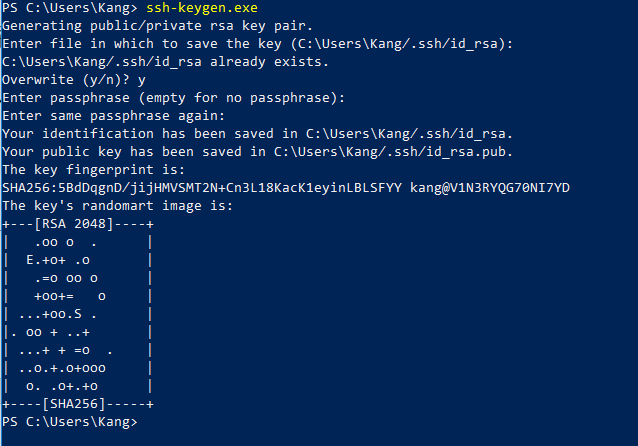 PS C:\Users\Kang> ssh-keygen.exe
Generating public/private rsa key pair.
Enter file in which to save the key (C:\Users\Kang/.ssh/id_rsa):
C:\Users\Kang/.ssh/id_rsa already exists.
Overwrite (y/n)? y
Enter passphrase (empty for no passphrase):
Enter same passphrase again:
Your identification has been saved in C:\Users\Kang/.ssh/id_rsa.
Your public key has been saved in C:\Users\Kang/.ssh/id_rsa.pub.
The key fingerprint is:
SHA256:5BdDqgnD/jijHMVSMT2N+Cn3L18KacK1eyinLBLSFYY kang@V1N3RYQG70NI7YD
The key's randomart image is:
+---[RSA 2048]----+
|   .oo o  .      |
|  E.+o+ .o       |
|   .=o oo o      |
|   +oo+=   o     |
| ...+oo.S .      |
|. oo + ..+       |
| ...+ + =o  .    |
| ..o.+.o+ooo     |
|  o. .o+.+o      |
+----[SHA256]-----+
PS C:\Users\Kang>